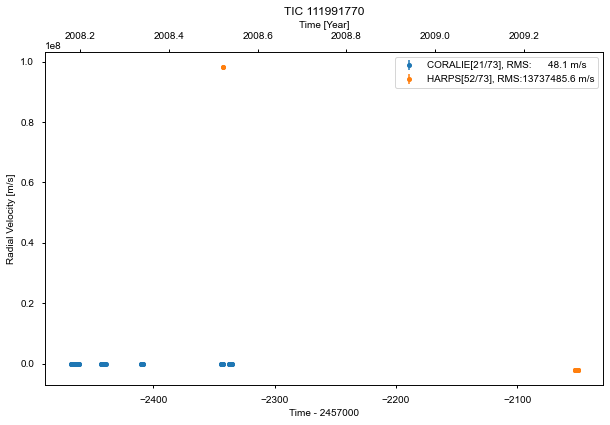 TIC 111991770
Time [Year]
2008.2 2008.4 2008.6 2008.8 2009.0 2009.2
1e8
CORALIE[21/73], RMS: 48.1 m/s
HARPS[52/73], RMS:13737485.6 m/s
1.0
0.8
0.6
0.4
0.2
0.0
Radial Velocity [m/s]
−2400 −2300 −2200 −2100
Time - 2457000